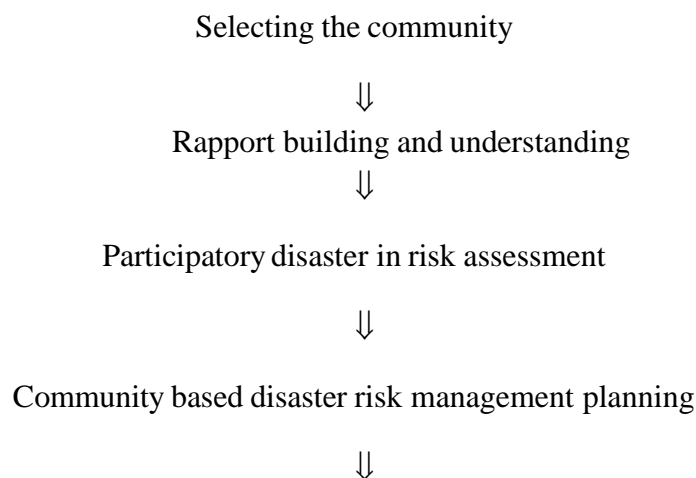 Selecting the community
⇓
Rapport building and understanding
⇓
Participatory disaster in risk assessment
⇓
Community based disaster risk management planning
⇓